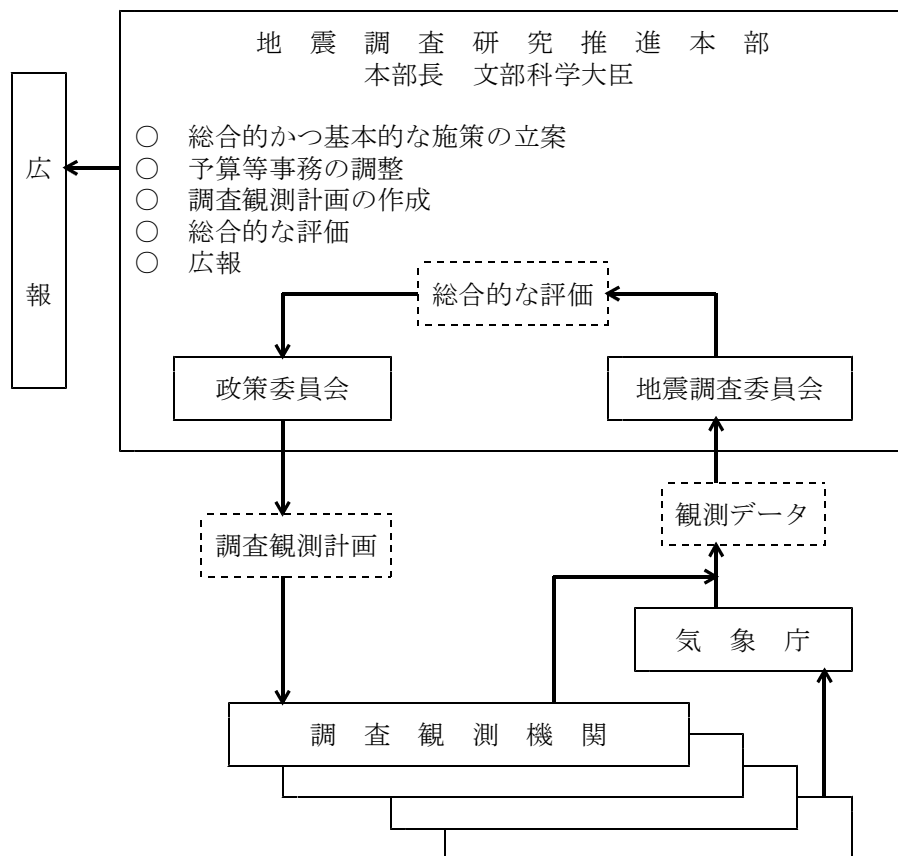 地震調査研究推進本部
本部長　文部科学大臣
○　総合的かつ基本的な施策の立案
○　予算等事務の調整
○　調査観測計画の作成
○　総合的な評価
○　広報
広報
総合的な評価
政策委員会
地震調査委員会
観測データ
調査観測計画
気象庁
調査観測機関